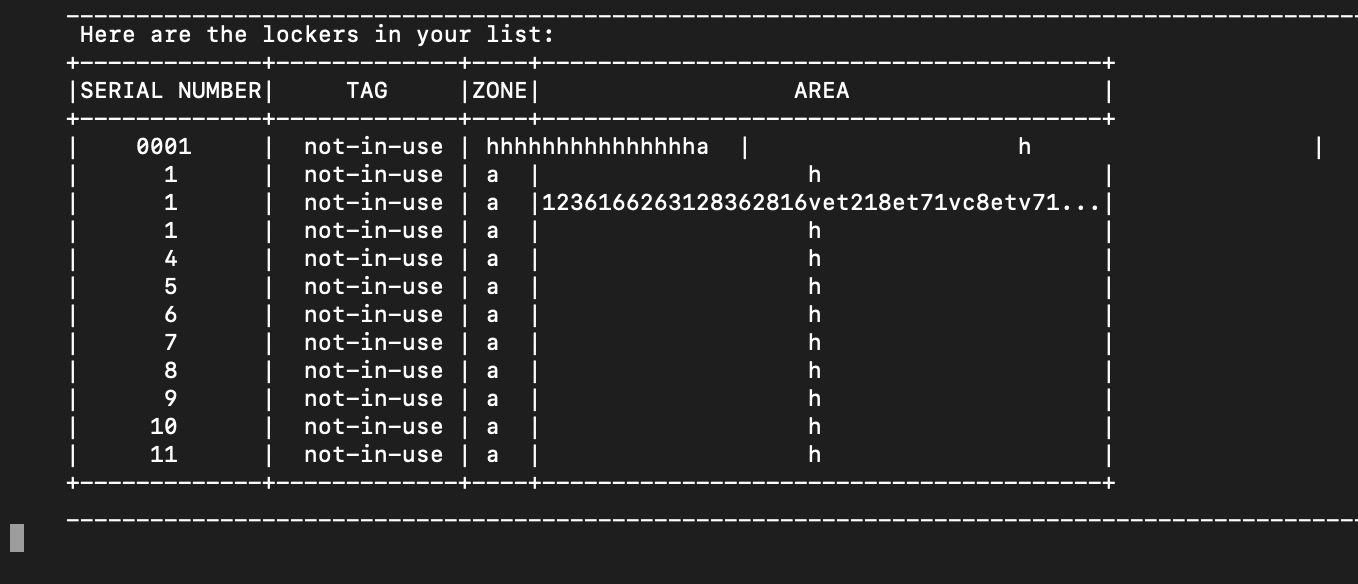 ________________________________________________________________________________
Here are the lockers in your list:
+-------------+-------------+----+----------------------------------------+
|SERIAL NUMBER|     TAG     |ZONE|                  AREA                  |
+-------------+-------------+----+----------------------------------------+
|    0001     |  not-in-use | hhhhhhhhhhhhhhha  |                   h                    |
|      1      |  not-in-use | a  |                   h                    |
|      1      |  not-in-use | a  |1236166263128362816vet218et71vc8etv71...|
|      1      |  not-in-use | a  |                   h                    |
|      4      |  not-in-use | a  |                   h                    |
|      5      |  not-in-use | a  |                   h                    |
|      6      |  not-in-use | a  |                   h                    |
|      7      |  not-in-use | a  |                   h                    |
|      8      |  not-in-use | a  |                   h                    |
|      9      |  not-in-use | a  |                   h                    |
|     10      |  not-in-use | a  |                   h                    |
|     11      |  not-in-use | a  |                   h                    |
+-------------+-------------+----+----------------------------------------+
________________________________________________________________________________